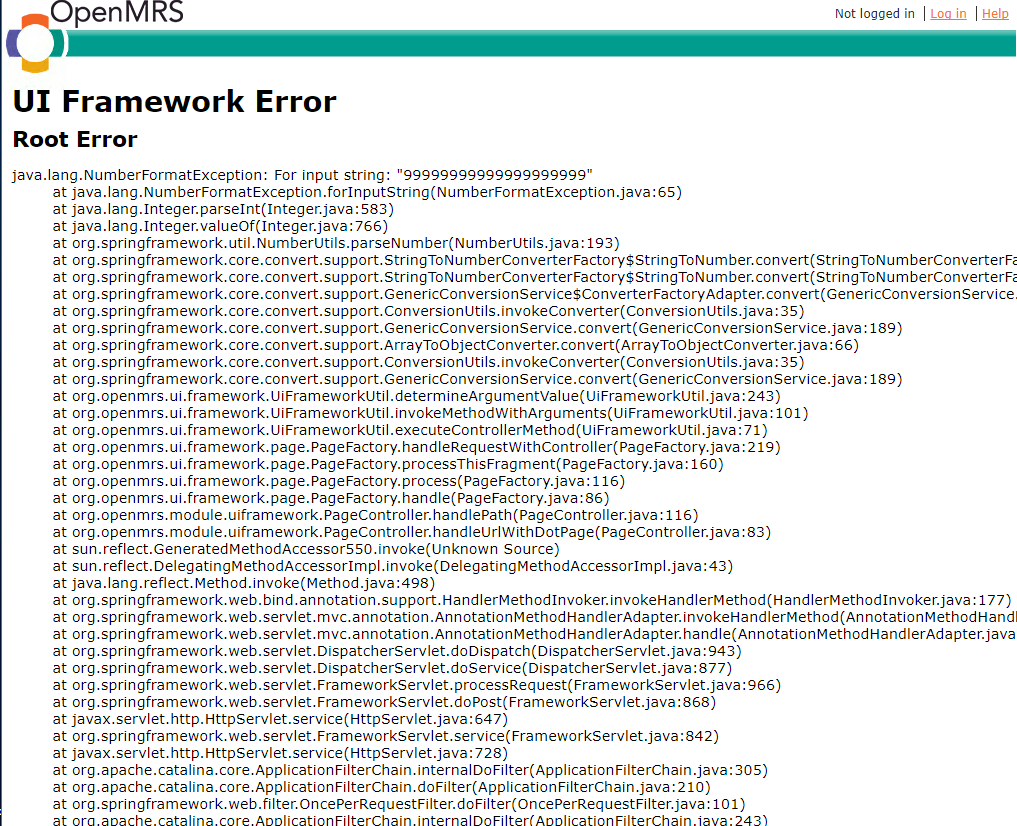 OpenMRS
Not logged in | Log in | Help
UI Framework Error
Root Error
java.lang.NumberFormatException: For input string: "99999999999999999999"
at java.lang.NumberFormatException.forInputString(NumberFormatException.java:65)
at java.lang.Integer.parseInt(Integer.java:583)
at java.lang.Integer.valueOf(Integer.java:766)
at org.springframework.util.NumberUtils.parseNumber(NumberUtils.java:193)
at org.springframework.core.convert.support.StringToNumberConverterFactory$StringToNumber.convert(StringToNumberConverterFa
at org.springframework.core.convert.support.StringToNumberConverterFactory$StringToNumber.convert(StringToNumberConverterFa
at org.springframework.core.convert.support.GenericConversionService$ConverterFactoryAdapter.convert(GenericConversionService.
at org.springframework.core.convert.support.ConversionUtils.invokeConverter(ConversionUtils.java:35)
at org.springframework.core.convert.support.GenericConversionService.convert(GenericConversionService.java:189)
at org.springframework.core.convert.support.ArrayToObjectConverter.convert(ArrayToObjectConverter.java:66)
at org.springframework.core.convert.support.ConversionUtils.invokeConverter(ConversionUtils.java:35)
at org.springframework.core.convert.support.GenericConversionService.convert(GenericConversionService.java:189)
at org.openmrs.ui.framework.UiFrameworkUtil.determineArgumentValue(UiFrameworkUtil.java:243)
at org.openmrs.ui.framework.UiFrameworkUtil.invokeMethodWithArguments(UiFrameworkUtil.java:101)
at org.openmrs.ui.framework.UiFrameworkUtil.executeControllerMethod(UiFrameworkUtil.java:71)
at org.openmrs.ui.framework.page.PageFactory.handleRequestWithController(PageFactory.java:219)
at org.openmrs.ui.framework.page.PageFactory.processThisFragment(PageFactory.java:160)
at org.openmrs.ui.framework.page.PageFactory.process(PageFactory.java:116)
at org.openmrs.ui.framework.page.PageFactory.handle(PageFactory.java:86)
at org.openmrs.module.uiframework.PageController.handlePath(PageController.java:116)
at org.openmrs.module.uiframework.PageController.handleUrlWithDotPage(PageController.java:83)
at sun.reflect.GeneratedMethodAccessor550.invoke(Unknown Source)
at sun.reflect.DelegatingMethodAccessorImpl.invoke(DelegatingMethodAccessorImpl.java:43)
at java.lang.reflect.Method.invoke(Method.java:498)
at org.springframework.web.bind.annotation.support.HandlerMethodInvoker.invokeHandlerMethod(HandlerMethodInvoker.java:177)
at org.springframework.web.servlet.mvc.annotation.AnnotationMethodHandlerAdapter.invokeHandlerMethod(AnnotationMethodHandl
at org.springframework.web.servlet.mvc.annotation.AnnotationMethodHandlerAdapter.handle(AnnotationMethodHandlerAdapter.java
at org.springframework.web.servlet.DispatcherServlet.doDispatch(DispatcherServlet.java:943)
at org.springframework.web.servlet.DispatcherServlet.doService(DispatcherServlet.java:877)
at org.springframework.web.servlet.FrameworkServlet.processRequest(FrameworkServlet.java:966)
at org.springframework.web.servlet.FrameworkServlet.doPost(FrameworkServlet.java:868)
at javax.servlet.http.HttpServlet.service(HttpServlet.java:647)
at org.springframework.web.servlet.FrameworkServlet.service(FrameworkServlet.java:842)
at javax.servlet.http.HttpServlet.service(HttpServlet.java:728)
at org.apache.catalina.core.ApplicationFilterChain.internalDoFilter(ApplicationFilterChain.java:305)
at org.apache.catalina.core.ApplicationFilterChain.doFilter(ApplicationFilterChain.java:210)
at org.springframework.web.filter.OncePerRequestFilter.doFilter(OncePerRequestFilter.java:101)
at org.apache.catalina.core.ApplicationFilterChain.internalDoFilter(ApplicationFilterChain.java:243)